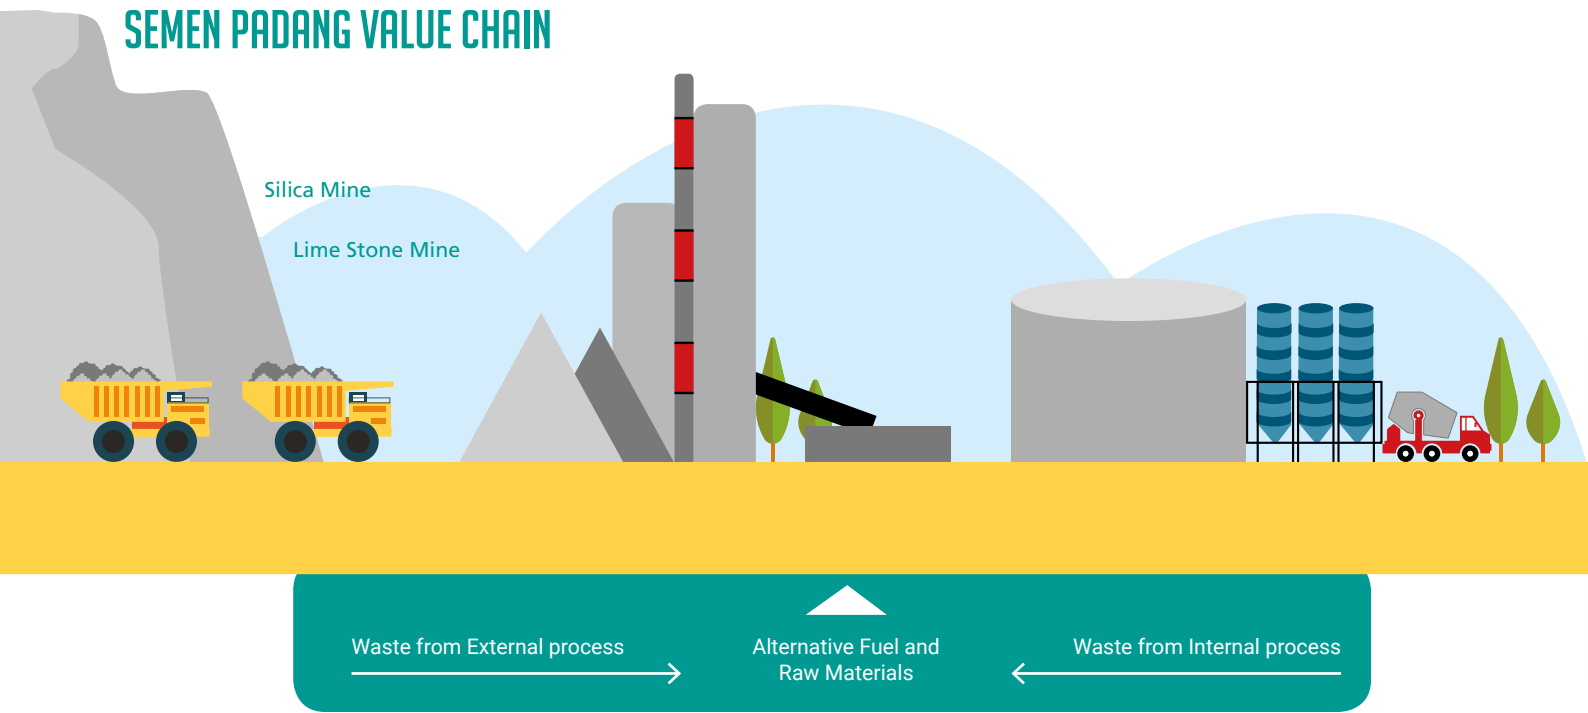 SEMEN PADANG VALUE CHAIN
Silica Mine
Lime Stone Mine
Waste from External process
Alternative Fuel and
Raw Materials
Waste from Internal process